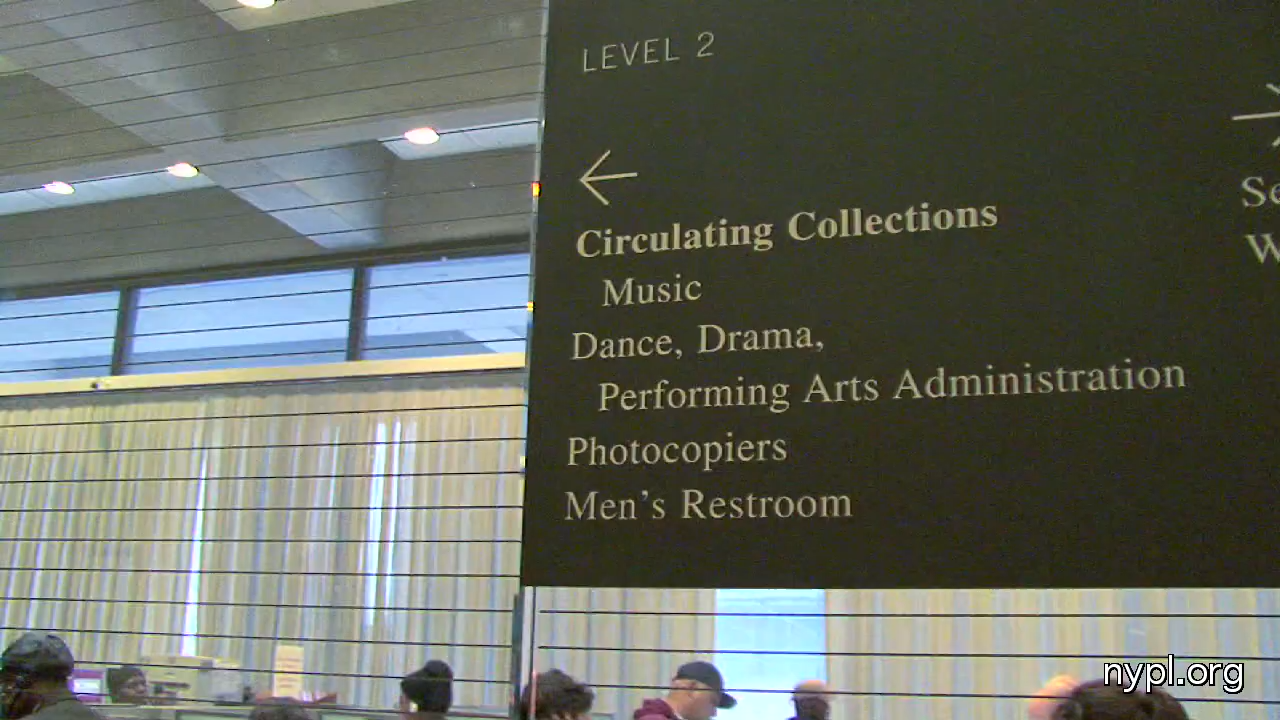 LEVEL 2
Circulating Collections
Music
Dance, Drama,
Performing Arts Administration
Photocopiers
Men's Restroom
nypl.org